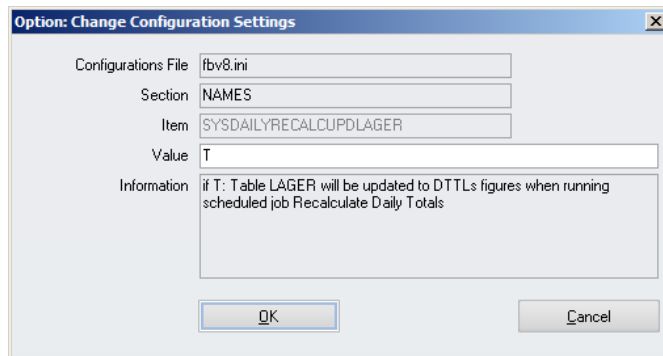 Option: Change Configuration Settings
Configurations File fbv8.ini
Section NAMES
Item SYSDAILYRECALCUPDLAGER
Value T
Information if T: Table LAGER will be updated to DTTLs figures when running
scheduled job Recalculate Daily Totals
OK Cancel